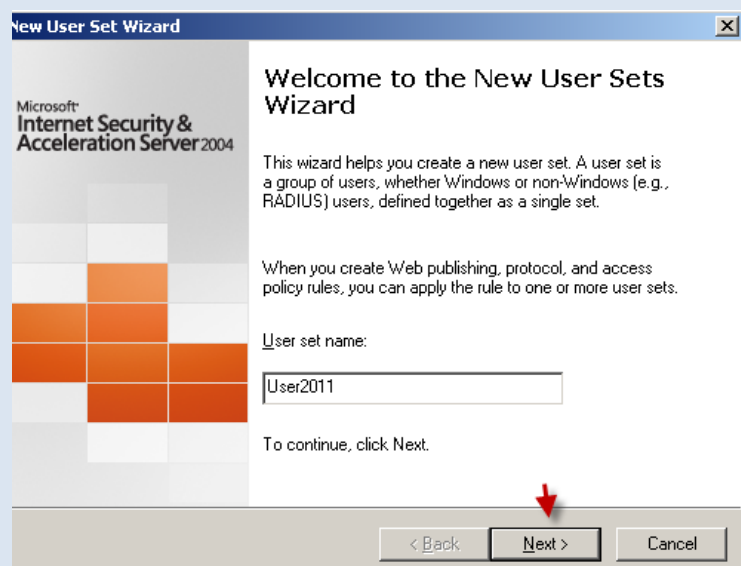 New User Set Wizard
Microsoft
Internet Security &
Acceleration Server 2004
Welcome to the New User Sets
Wizard
This wizard helps you create a new user set. A user set is
a group of users, whether Windows or non-Windows (e.g.,
RADIUS) users, defined together as a single set.
When you create Web publishing, protocol, and access
policy rules, you can apply the rule to one or more user sets.
User set name:
User2011
To continue, click Next.
< Back
Next >
Cancel